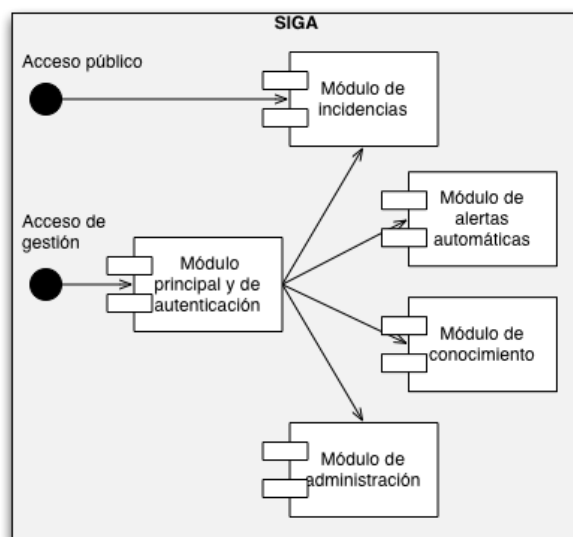 SIGA
Acceso público
Módulo de
incidencias
Módulo de
alertas
automáticas
Acceso de
gestión
Módulo
principal y de
autenticación
Módulo de
conocimiento
Módulo de
administración